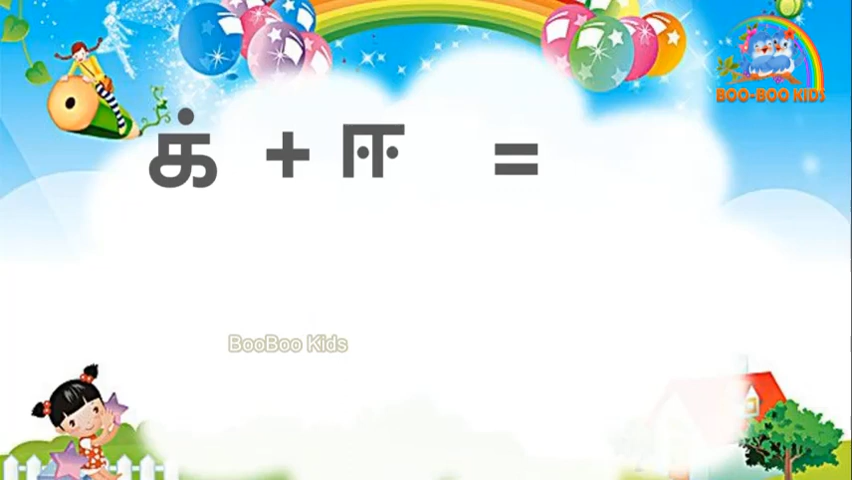 BOO-BOO KIDS
க் + ஈ =
BooBoo Kids